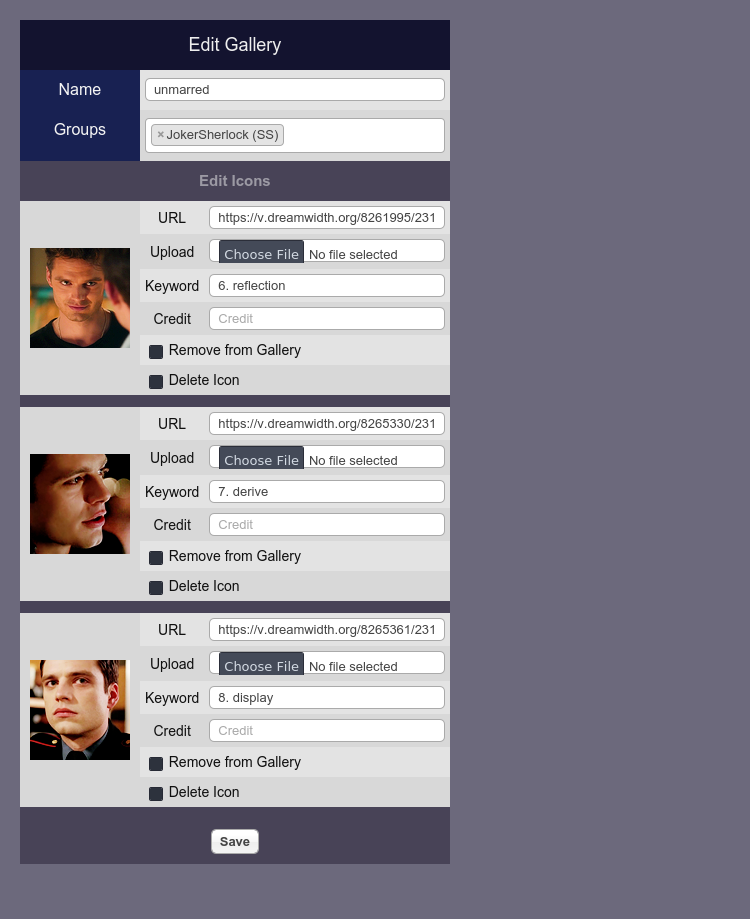 Edit Gallery
Name
unmarred
Groups
×JokerSherlock (SS)
Edit Icons
URL
https://v.dreamwidth.org/8261995/231
Upload
Choose File No file selected
Keyword
6. reflection
Credit
Credit
Remove from Gallery
Delete Icon
URL
https://v.dreamwidth.org/8265330/231
Upload
Choose File No file selected
Keyword
7. derive
Credit
Credit
Remove from Gallery
Delete Icon
URL
https://v.dreamwidth.org/8265361/231
Upload
Choose File No file selected
Keyword
8. display
Credit
Credit
Remove from Gallery
Delete Icon
Save